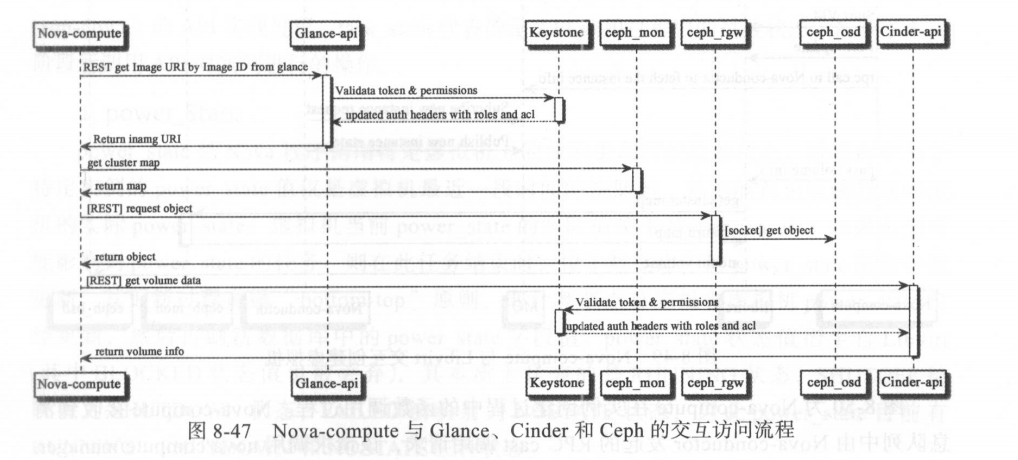 Nova-compute Glance-api Keystone ceph_mon ceph_rgw ceph_osd Cinder-api
REST get Image URI by Image ID from glance
Validata token & permissions
updated auth headers with roles and acl
Return inamg URI
get cluster map
return map
[REST] request object
[socket] get object
return object
[REST] get volume data
Validate token & permissions
updated auth headers with roles and acl
return volume info
Nova-compute Glance-api Keystone ceph_mon ceph_rgw ceph_osd Cinder-api
图 8-47 Nova-compute 与 Glance、Cinder 和 Ceph 的交互访问流程